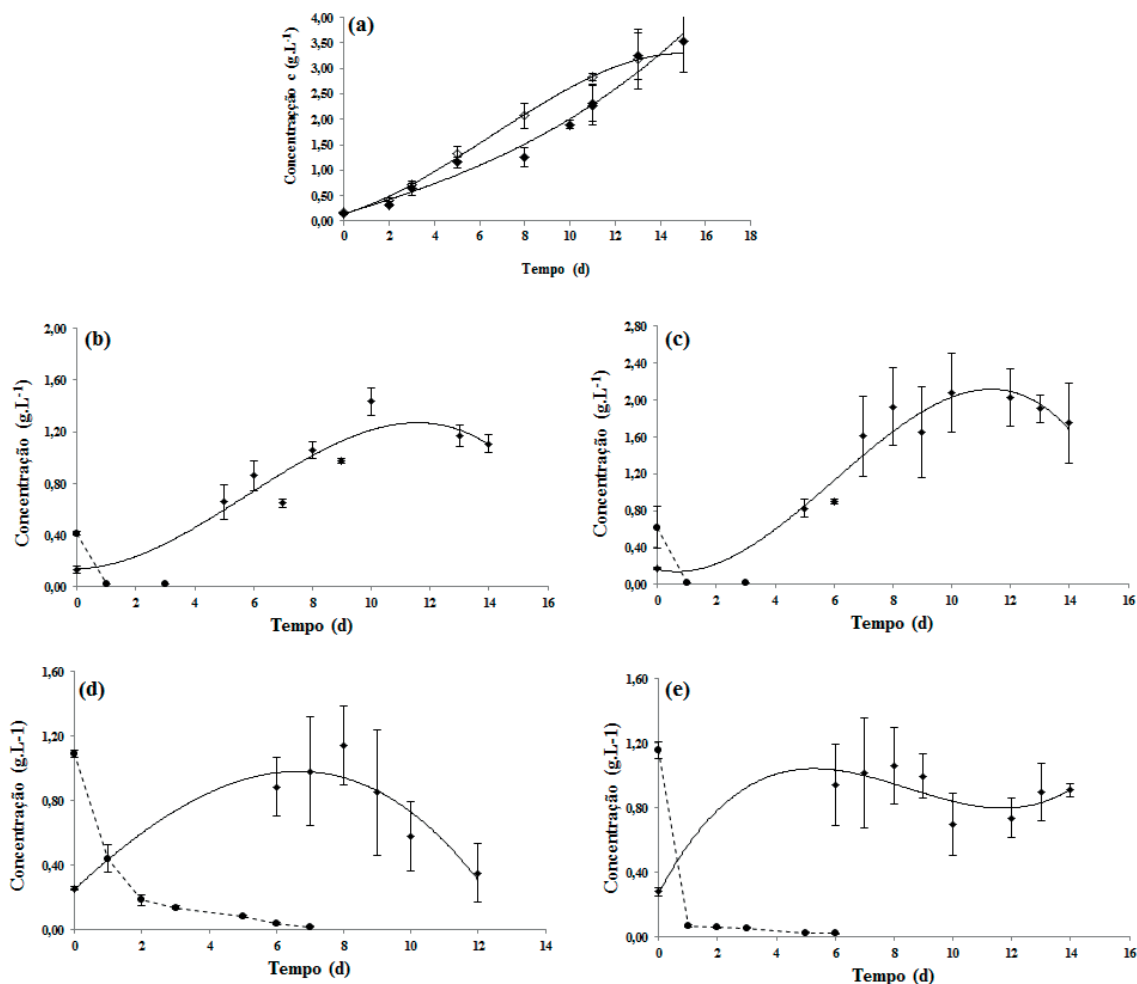 (a)
Concentracção c (g.L-1)
4,00
3,50
3,00
2,50
2,00
1,50
1,00
0,50
0,00
0 2 4 6 8 10 12 14 16 18
Tempo (d)
(b)
Concentração (g.L-1)
2,00
1,60
1,20
0,80
0,40
0,00
0 2 4 6 8 10 12 14 16
Tempo (d)
(c)
Concentração (g.L-1)
2,80
2,40
2,00
1,60
1,20
0,80
0,40
0,00
0 2 4 6 8 10 12 14 16
Tempo (d)
(d)
Concentração (g.L-1)
1,60
1,20
0,80
0,40
0,00
0 2 4 6 8 10 12 14
Tempo (d)
(e)
Concentração (g.L-1)
1,60
1,20
0,80
0,40
0,00
0 2 4 6 8 10 12 14 16
Tempo (d)